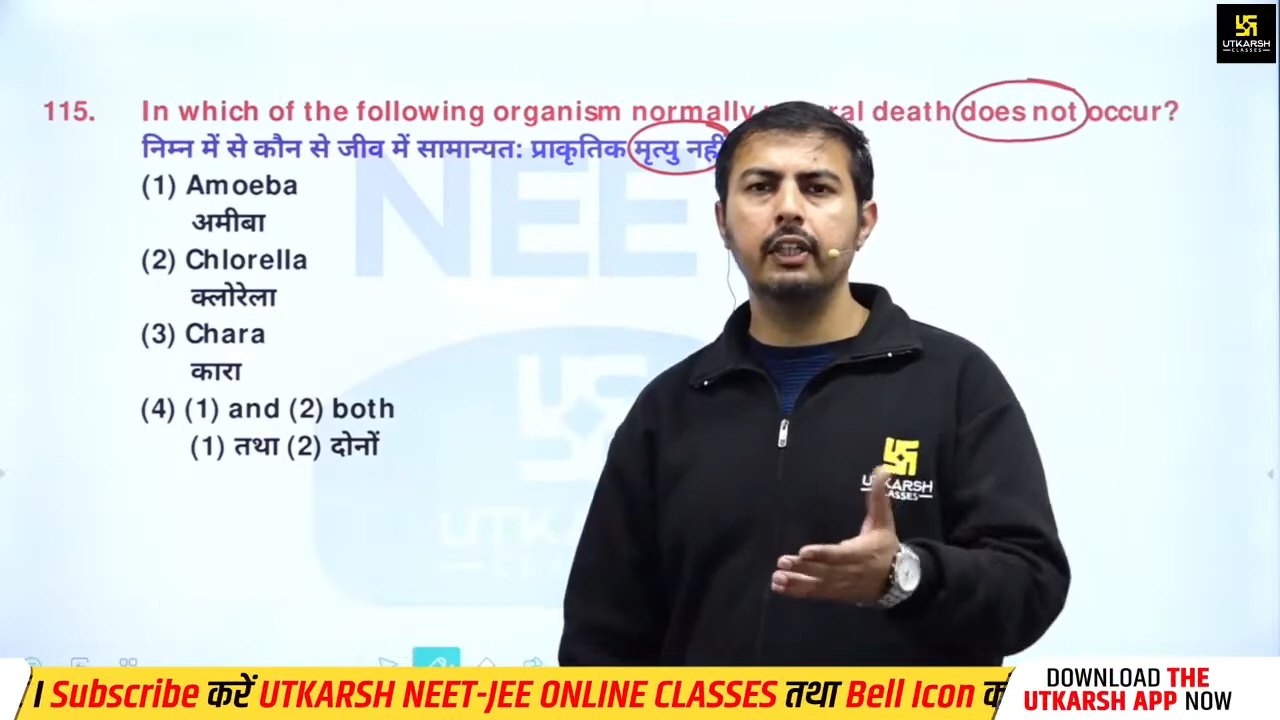 UTKARSH
CLASSES
115. In which of the following organism normally death does not occur?
निम्न में से कौन से जीव में सामान्यत: प्राकृतिक मृत्यु नहीं
(1) Amoeba
अमीबा
(2) Chlorella
क्लोरेला
(3) Chara
कारा
(4) (1) and (2) both
(1) तथा (2) दोनों
NEE
UTKARSH
CLASSES
UTKA
। Subscribe करें UTKARSH NEET-JEE ONLINE CLASSES तथा Bell Icon
DOWNLOAD THE
UTKARSH APP NOW